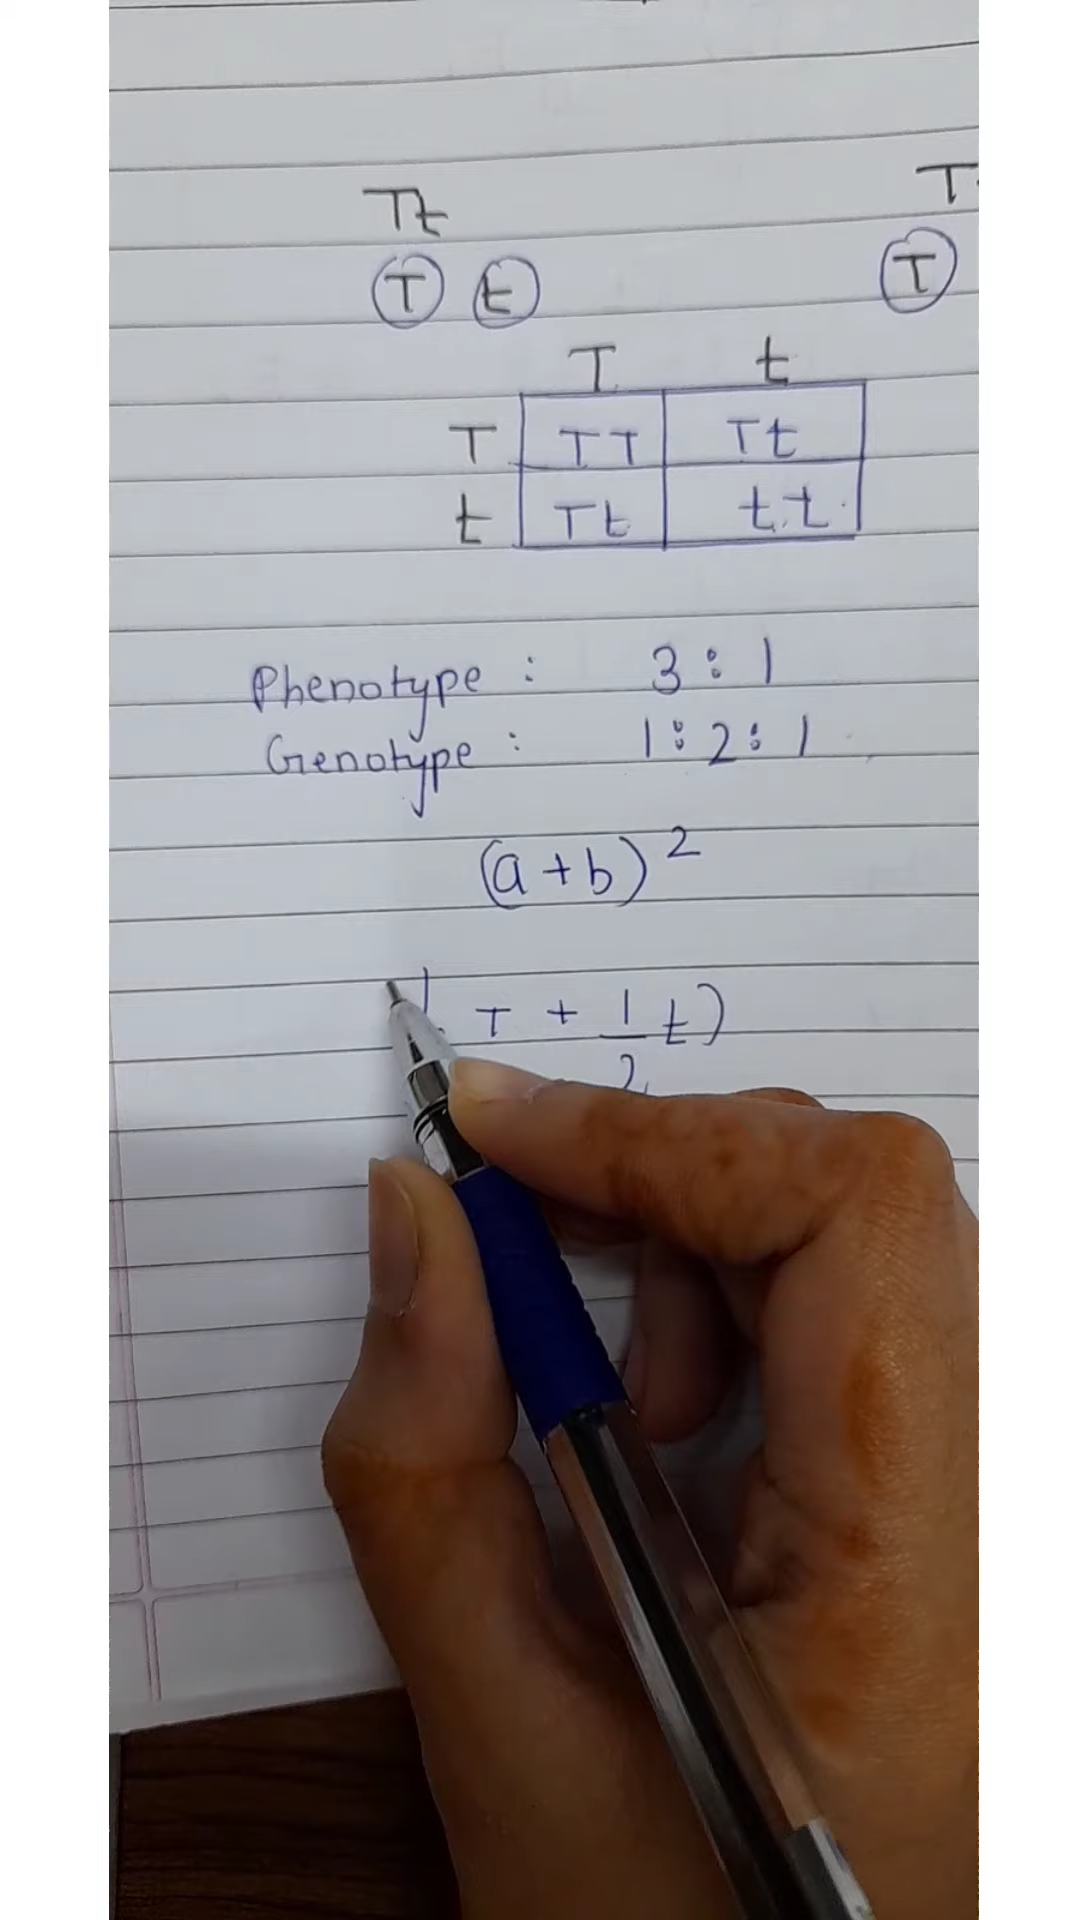 Tt T
T t T
T t
T TT Tt
t Tt tt
Phenotype : 3 : 1
Genotype : 1 : 2 : 1
(a + b)²
T + 1/2 t)